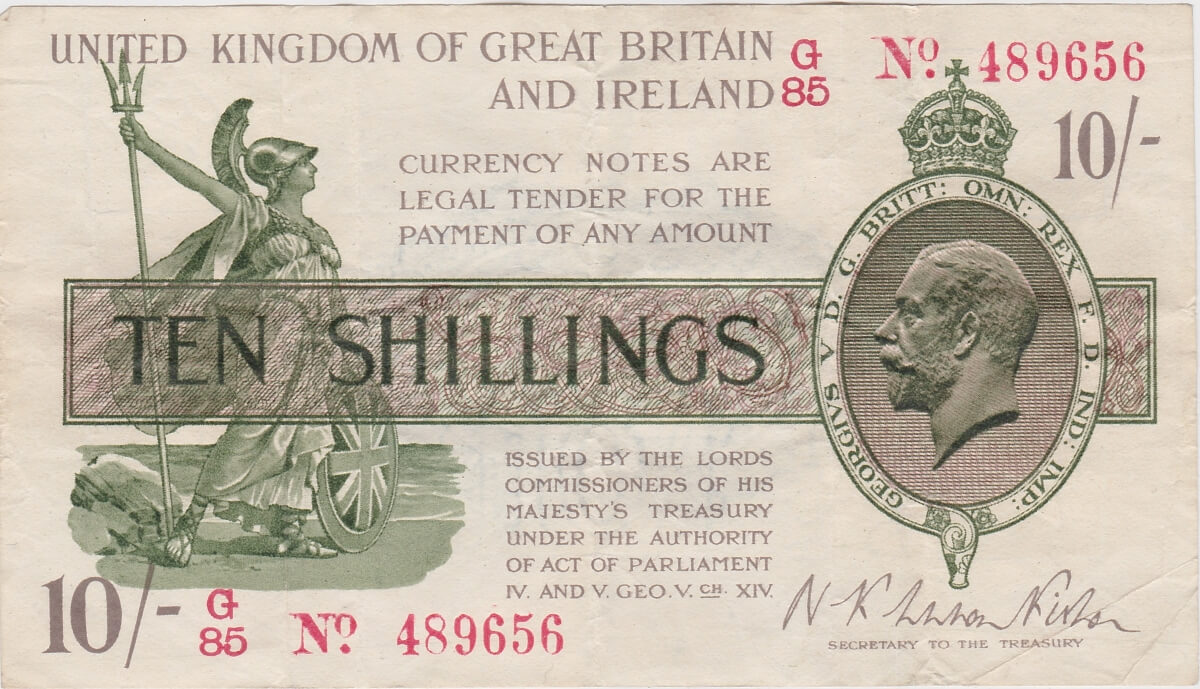 UNITED KINGDOM OF GREAT BRITAIN
AND IRELAND
G
85
Nº 489656
10/-
CURRENCY NOTES ARE
LEGAL TENDER FOR THE
PAYMENT OF ANY AMOUNT
GEORGIVS V D. G. BRITT: OMN: REX F. D. IND: IMP:
TEN SHILLINGS
ISSUED BY THE LORDS
COMMISSIONERS OF HIS
MAJESTY'S TREASURY
UNDER THE AUTHORITY
OF ACT OF PARLIAMENT
IV. AND V. GEO. V. CH. XIV.
10/-
G
85
Nº 489656
SECRETARY TO THE TREASURY